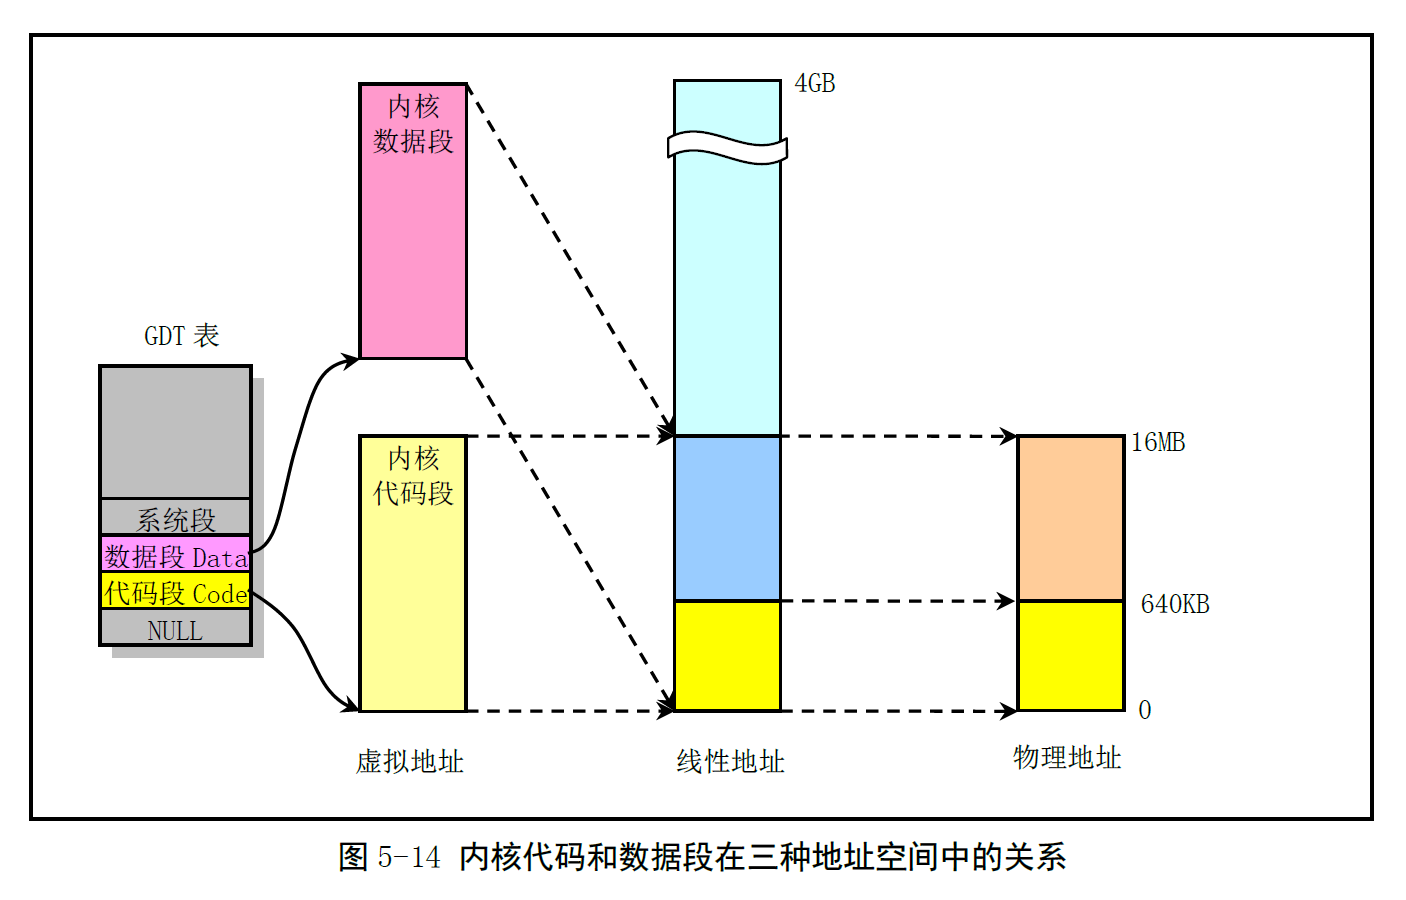 4GB
内核
数据段
GDT 表
系统段
数据段 Data
代码段 Code
NULL
内核
代码段
16MB
640KB
0
虚拟地址
线性地址
物理地址
图 5-14 内核代码和数据段在三种地址空间中的关系